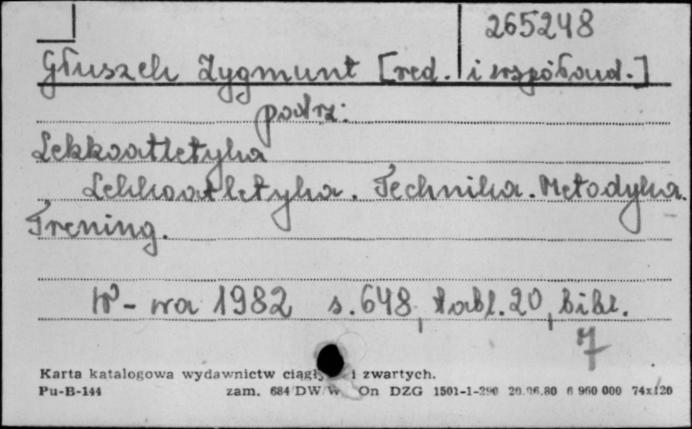 265248
Głuszek Zygmunt [red. i współaut.]
patrz:
Lekkoatletyka
Lekkoatletyka. Technika. Metodyka.
Trening.
W-wa 1982 s. 648, tabl. 20, bibl.
7
Karta katalogowa wydawnictw i zwartych.
Pu-B-144 zam. 684 DW On DZG 1501-1-290 20.06.80 6 960 000 74x120